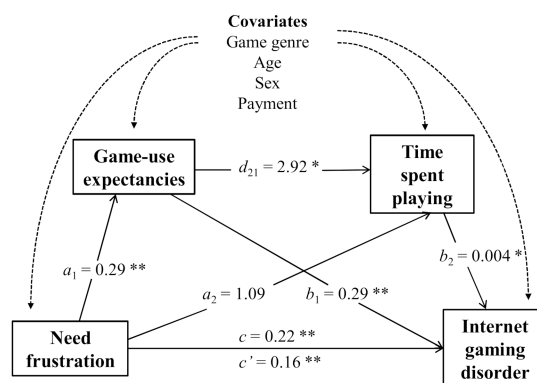 Covariates
Game genre
Age
Sex
Payment
Game-use
expectancies
d21 = 2.92 *
Time
spent
playing
a1 = 0.29 **
a2 = 1.09
b1 = 0.29 **
b2 = 0.004 *
Need
frustration
c = 0.22 **
c’ = 0.16 **
Internet
gaming
disorder